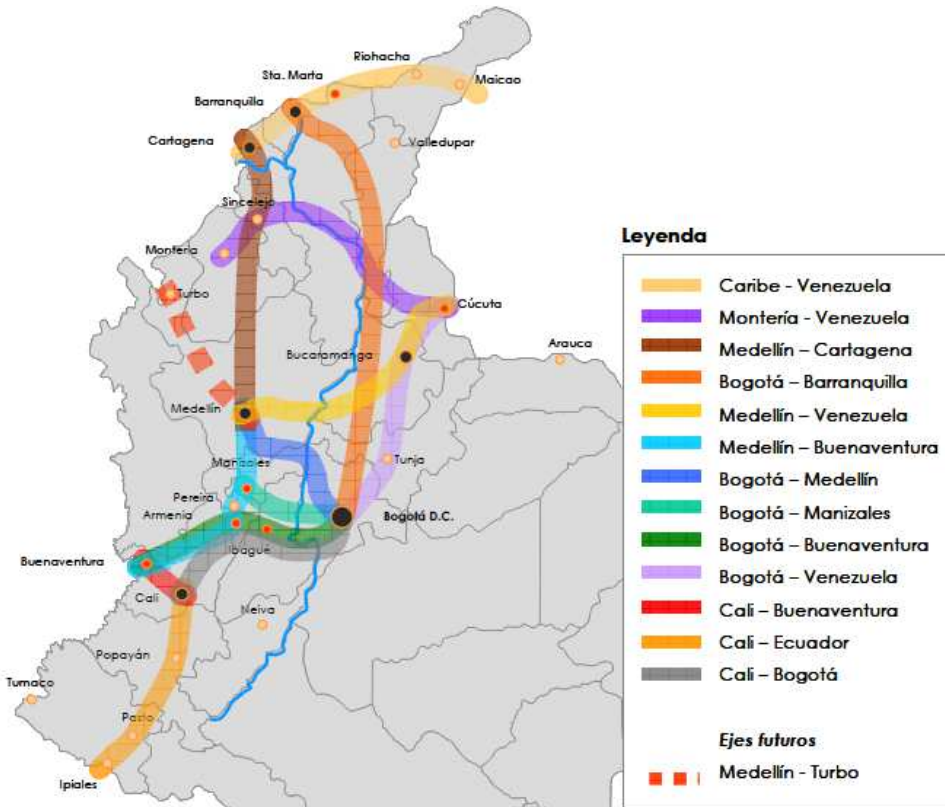 Riohacha
Sta. Marta
Maicao
Barranquilla
Cartagena
Valledupar
Sincelejo
Montería
Turbo
Cúcuta
Bucaramanga
Arauca
Medellín
Manizales
Tunja
Pereira
Armenia
Bogotá D.C.
Ibagué
Buenaventura
Cali
Neiva
Popayán
Tumaco
Pasto
Ipiales
Leyenda
Caribe - Venezuela
Montería - Venezuela
Medellín – Cartagena
Bogotá – Barranquilla
Medellín – Venezuela
Medellín – Buenaventura
Bogotá – Medellín
Bogotá – Manizales
Bogotá – Buenaventura
Bogotá – Venezuela
Cali – Buenaventura
Cali – Ecuador
Cali – Bogotá
Ejes futuros
Medellín - Turbo